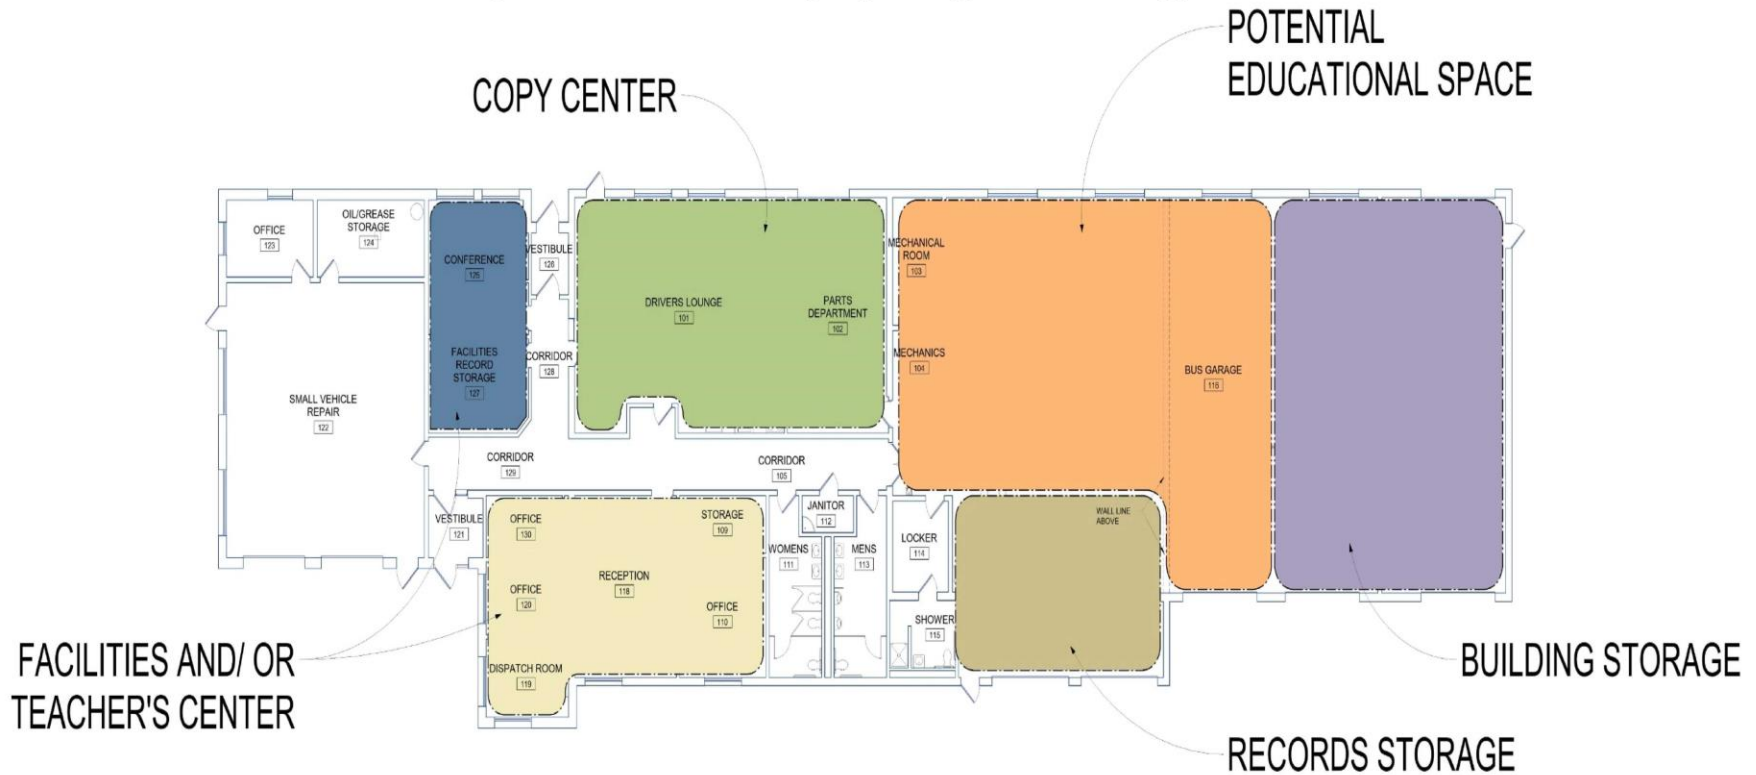 POTENTIAL
EDUCATIONAL SPACE
COPY CENTER
OFFICE
123
OIL/GREASE
STORAGE
124
CONFERENCE
125
VESTIBULE
126
MECHANICAL
ROOM
103
DRIVERS LOUNGE
101
PARTS
DEPARTMENT
102
FACILITIES
RECORD
STORAGE
127
CORRIDOR
128
MECHANICS
104
BUS GARAGE
116
SMALL VEHICLE
REPAIR
122
CORRIDOR
129
CORRIDOR
105
VESTIBULE
121
OFFICE
130
STORAGE
109
JANITOR
112
WALL LINE
ABOVE
WOMENS
111
MENS
113
LOCKER
114
RECEPTION
118
OFFICE
120
OFFICE
110
SHOWER
115
DISPATCH ROOM
119
FACILITIES AND/ OR
TEACHER'S CENTER
BUILDING STORAGE
RECORDS STORAGE